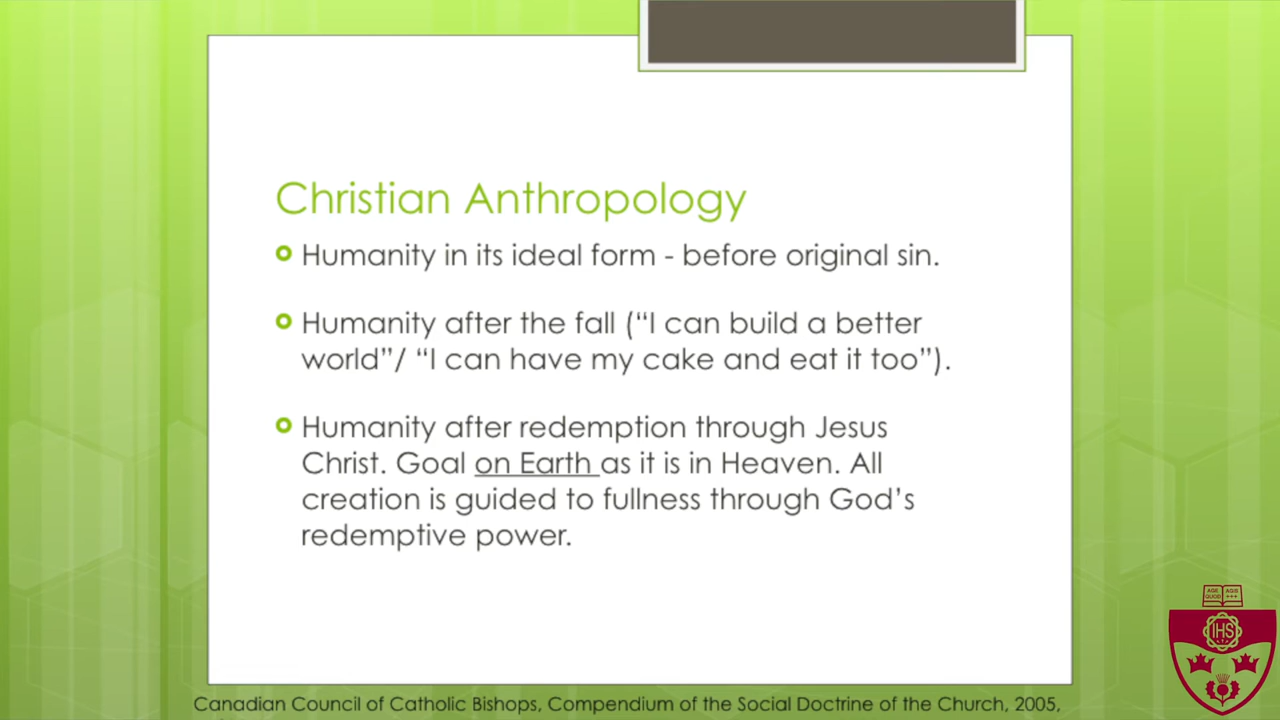 Christian Anthropology
Humanity in its ideal form - before original sin.
Humanity after the fall (“I can build a better
world”/ “I can have my cake and eat it too”).
Humanity after redemption through Jesus
Christ. Goal on Earth as it is in Heaven. All
creation is guided to fullness through God’s
redemptive power.
AGE QUOD AGIS +++
IHS
Canadian Council of Catholic Bishops, Compendium of the Social Doctrine of the Church, 2005,